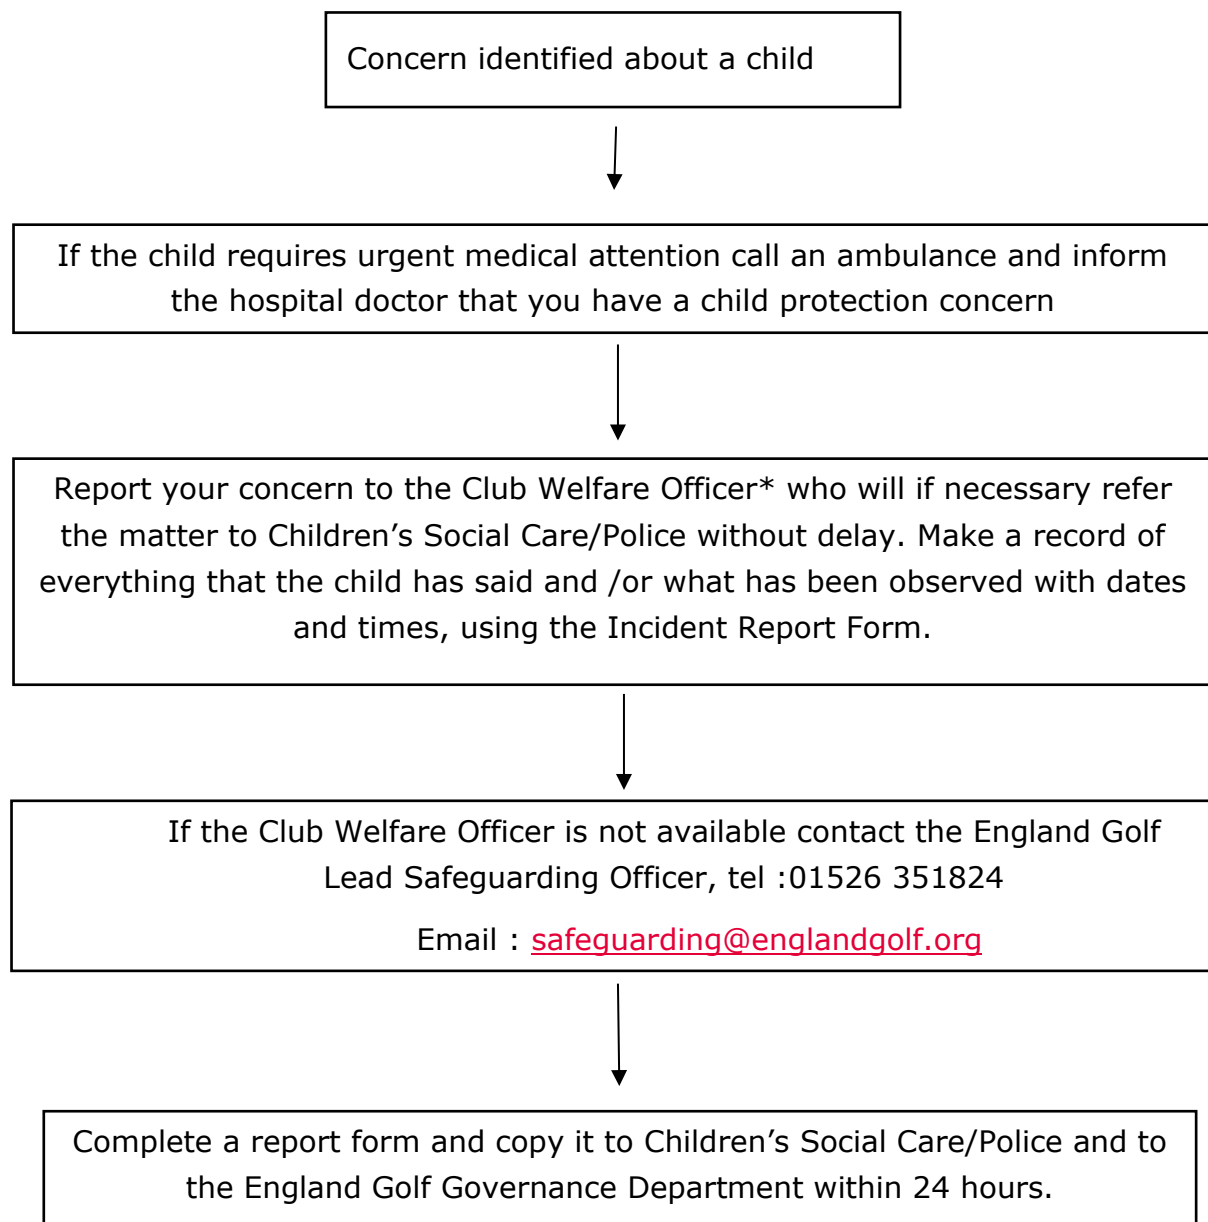 Concern identified about a child
If the child requires urgent medical attention call an ambulance and inform
the hospital doctor that you have a child protection concern
Report your concern to the Club Welfare Officer* who will if necessary refer
the matter to Children’s Social Care/Police without delay. Make a record of
everything that the child has said and /or what has been observed with dates
and times, using the Incident Report Form.
If the Club Welfare Officer is not available contact the England Golf
Lead Safeguarding Officer, tel :01526 351824
Email : safeguarding@englandgolf.org
Complete a report form and copy it to Children’s Social Care/Police and to
the England Golf Governance Department within 24 hours.